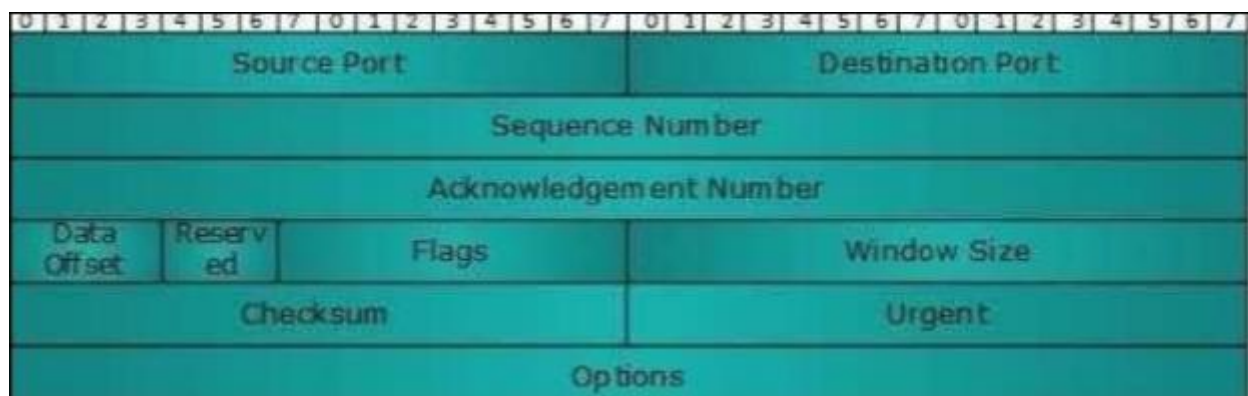 0 1 2 3 4 5 6 7 0 1 2 3 4 5 6 7 0 1 2 3 4 5 6 7 0 1 2 3 4 5 6 7
Source Port Destination Port
Sequence Number
Acknowledgement Number
Data Reserv Flags Window Size
Offset ed
Checksum Urgent
Options